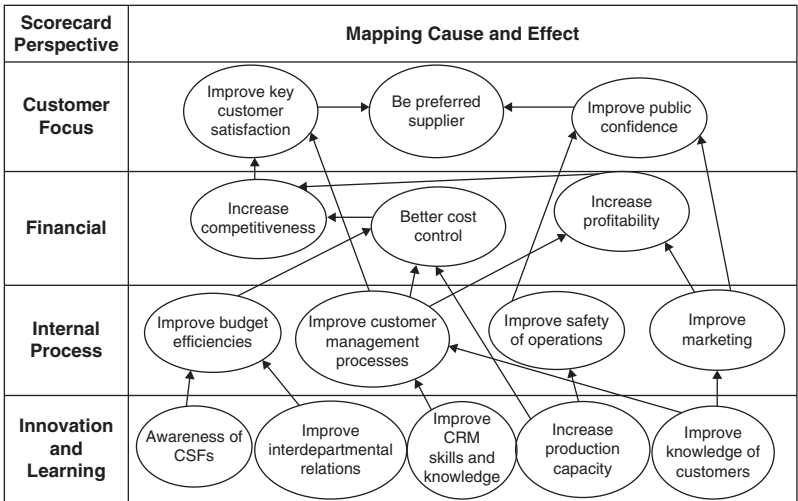 Scorecard
Perspective
Mapping Cause and Effect
Customer
Focus
Improve key
customer
satisfaction
Be preferred
supplier
Improve public
confidence
Financial
Increase
competitiveness
Better cost
control
Increase
profitability
Internal
Process
Improve budget
efficiencies
Improve customer
management
processes
Improve safety
of operations
Improve
marketing
Innovation
and
Learning
Awareness of
CSFs
Improve
interdepartmental
relations
Improve
CRM
skills and
knowledge
Increase
production
capacity
Improve
knowledge of
customers